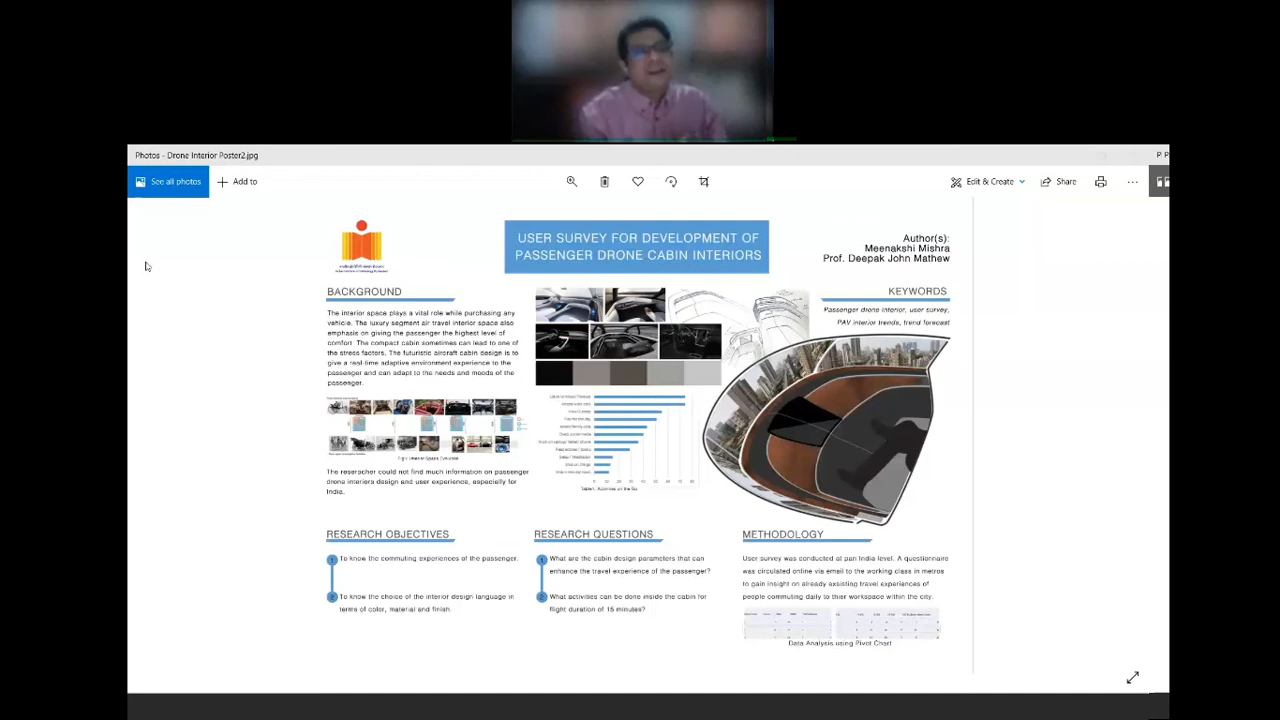 Photos - Drone Interior Poster2.jpg
See all photos
Add to
Edit & Create
Share
USER SURVEY FOR DEVELOPMENT OF
PASSENGER DRONE CABIN INTERIORS
Author(s):
Meenakshi Mishra
Prof. Deepak John Mathew
BACKGROUND
The interior space plays a vital role while purchasing any
vehicle. The luxury segment air travel interior space also
emphasis on giving the passenger the highest level of
comfort. The compact cabin sometimes can lead to one of
the stress factors. The futuristic aircraft cabin design is to
give a real-time adaptive environment experience to the
passenger and can adapt to the needs and moods of the
passenger.
The reserpcher could not find much information on passenger
drone interiors design and user experience, especially for
India.
KEYWORDS
Passenger drone interior, user survey,
PAV interior trends, trend forecast
RESEARCH OBJECTIVES
1 To know the commuting experiences of the passenger.
2 To know the choice of the interior design language in
terms of color, material and finish.
RESEARCH QUESTIONS
1 What are the cabin design parameters that can
enhance the travel experience of the passenger?
2 What activities can be done inside the cabin for
flight duration of 15 minutes?
METHODOLOGY
User survey was conducted at pan India level. A questionnaire
was circulated online via email to the working class in metros
to gain insight on already exsisting travel experiences of
people commuting daily to thier workspace within the city.
Data Analysis using Pivot Chart